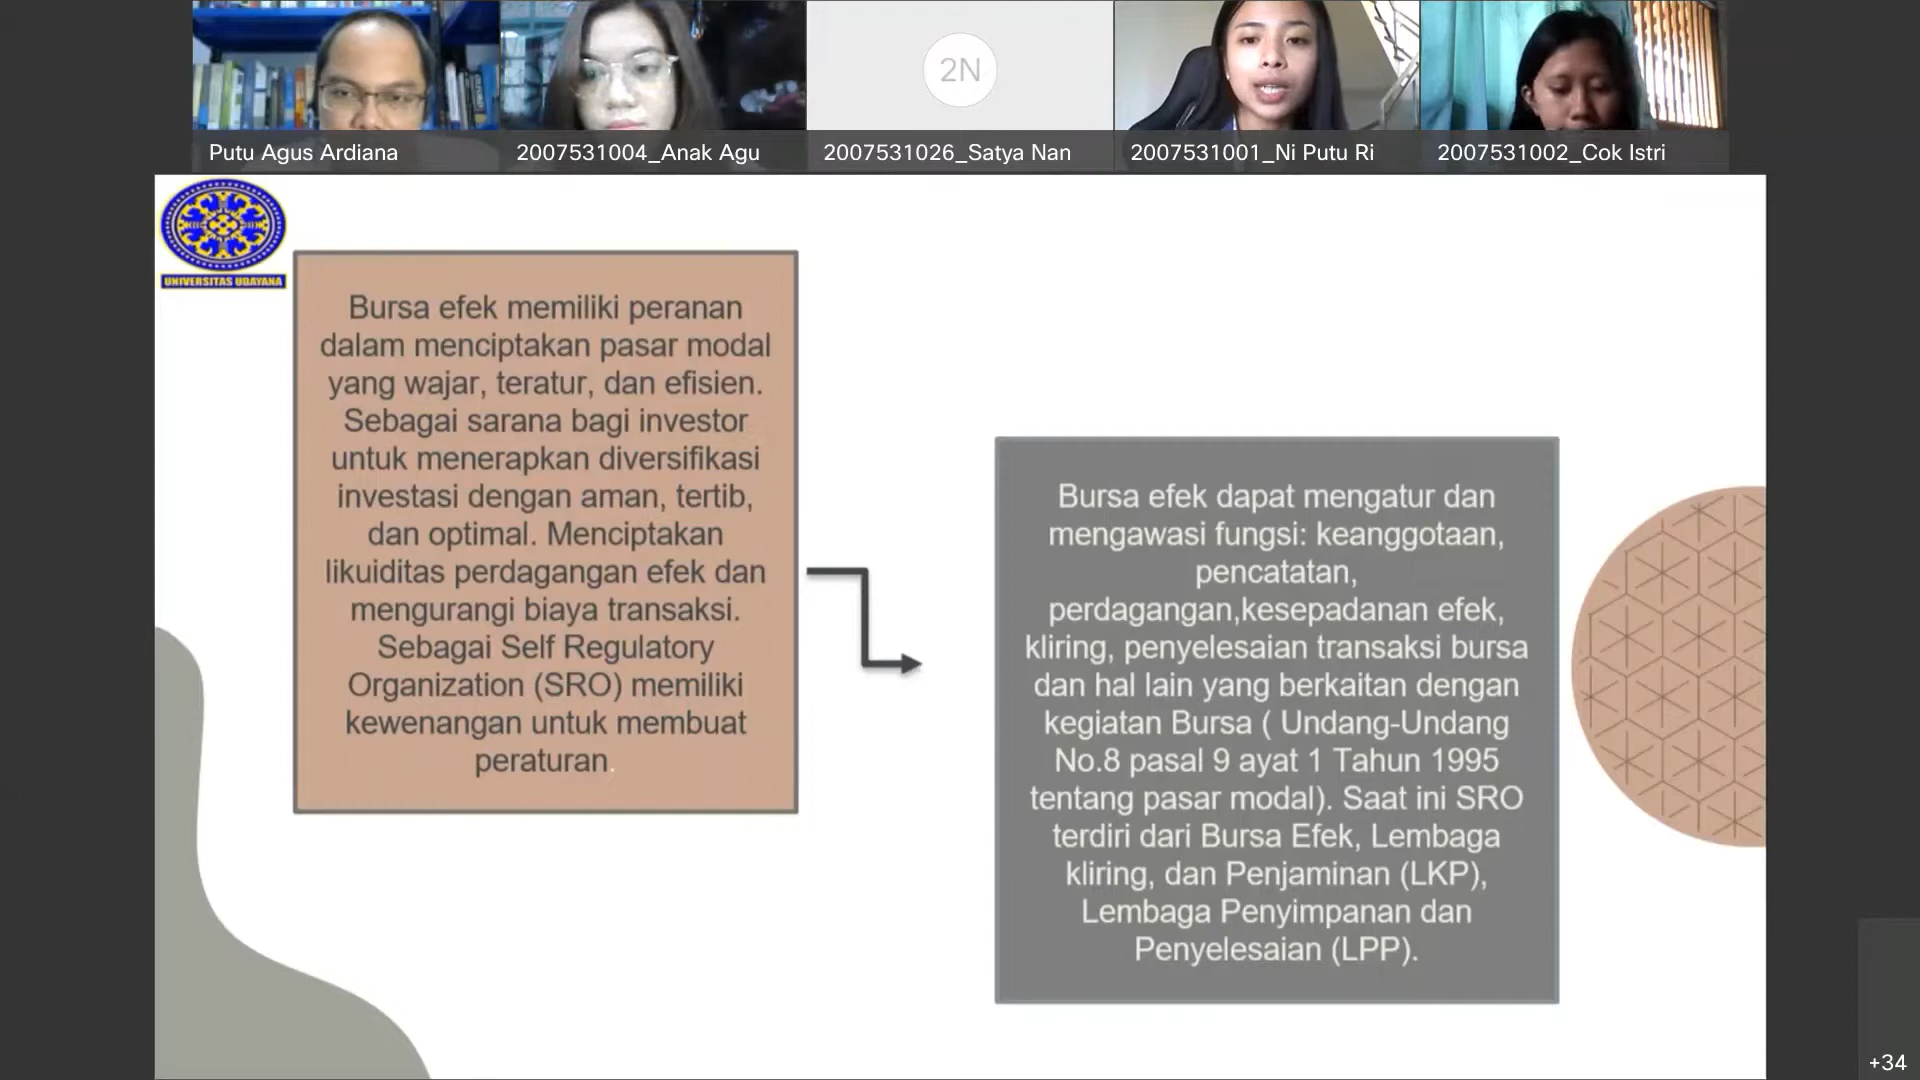 2N
Putu Agus Ardiana
2007531004_Anak Agu
2007531026_Satya Nan
2007531001_Ni Putu Ri
2007531002_Cok Istri
UNIVERSITAS UDAYANA
Bursa efek memiliki peranan
dalam menciptakan pasar modal
yang wajar, teratur, dan efisien.
Sebagai sarana bagi investor
untuk menerapkan diversifikasi
investasi dengan aman, tertib,
dan optimal. Menciptakan
likuiditas perdagangan efek dan
mengurangi biaya transaksi.
Sebagai Self Regulatory
Organization (SRO) memiliki
kewenangan untuk membuat
peraturan.
Bursa efek dapat mengatur dan
mengawasi fungsi: keanggotaan,
pencatatan,
perdagangan,kesepadanan efek,
kliring, penyelesaian transaksi bursa
dan hal lain yang berkaitan dengan
kegiatan Bursa ( Undang-Undang
No.8 pasal 9 ayat 1 Tahun 1995
tentang pasar modal). Saat ini SRO
terdiri dari Bursa Efek, Lembaga
kliring, dan Penjaminan (LKP),
Lembaga Penyimpanan dan
Penyelesaian (LPP).
+34